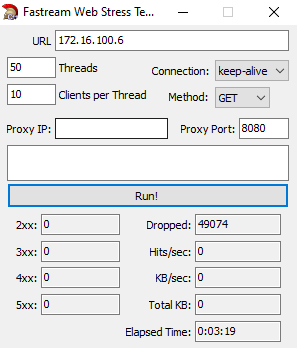 Fastream Web Stress Te...
URL 172.16.100.6
50 Threads Connection: keep-alive
10 Clients per Thread Method: GET
Proxy IP: Proxy Port: 8080
Run!
2xx: 0 Dropped: 49074
3xx: 0 Hits/sec: 0
4xx: 0 KB/sec: 0
5xx: 0 Total KB: 0
Elapsed Time: 0:03:19